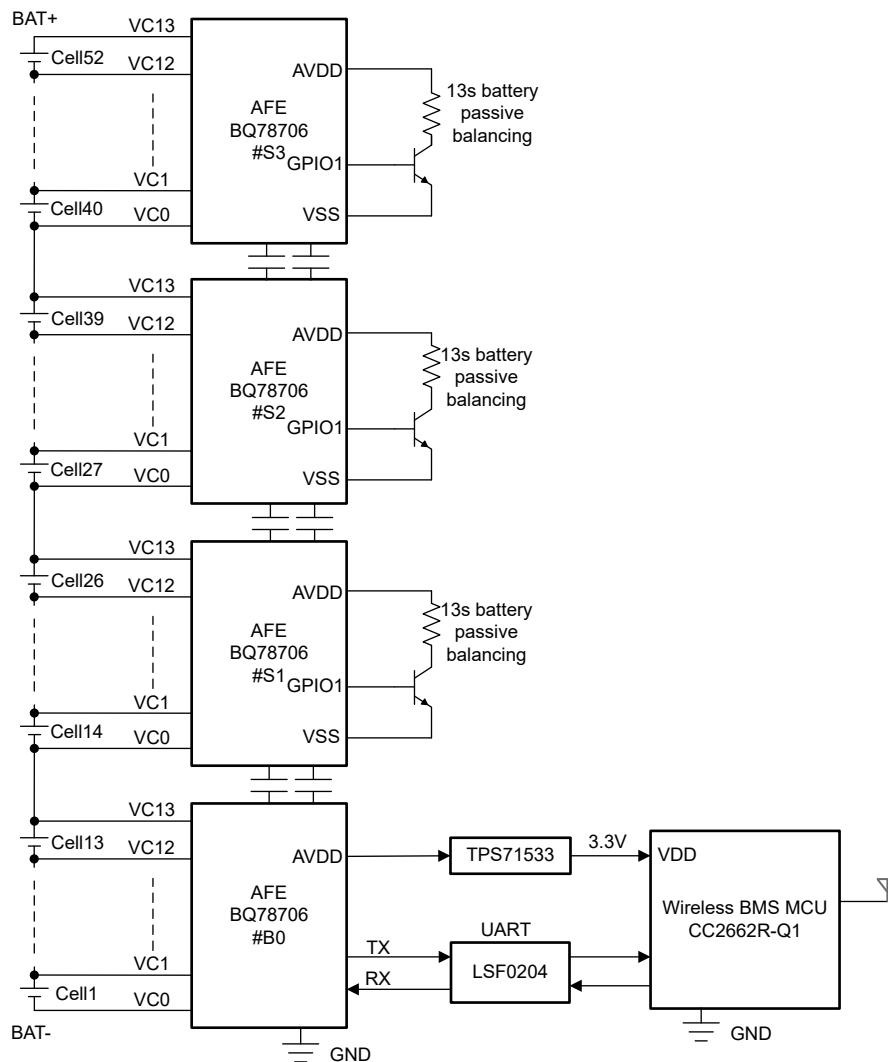 BAT+
VC13
Cell52
VC12
VC1
Cell40
VC0
AFE
BQ78706
#S3
AVDD
GPIO1
VSS
13s battery
passive
balancing
VC13
Cell39
VC12
VC1
Cell27
VC0
AFE
BQ78706
#S2
AVDD
GPIO1
VSS
13s battery
passive
balancing
VC13
Cell26
VC12
VC1
Cell14
VC0
AFE
BQ78706
#S1
AVDD
GPIO1
VSS
13s battery
passive
balancing
VC13
Cell13
VC12
VC1
Cell1
VC0
BAT-
AFE
BQ78706
#B0
AVDD
TX
RX
GND
TPS71533
3.3V
UART
LSF0204
VDD
Wireless BMS MCU
CC2662R-Q1
GND